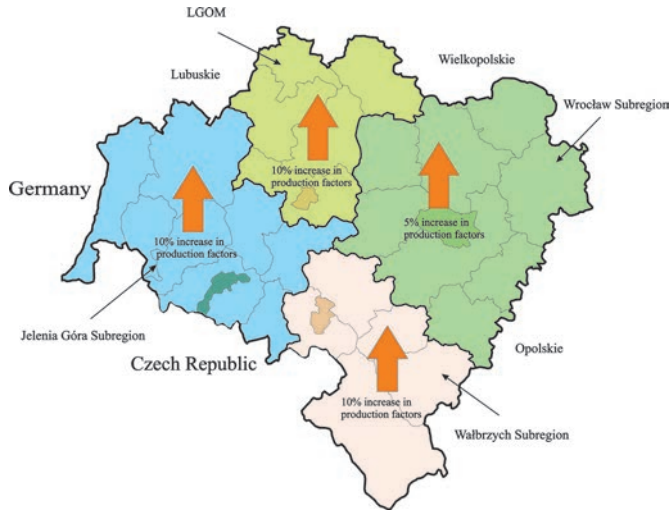 LGOM
Lubuskie
Wielkopolskie
Wrocław Subregion
Germany
10% increase in
production factors
5% increase in
production factors
10% increase in
production factors
Jelenia Góra Subregion
Czech Republic
Opolskie
10% increase in
production factors
Wałbrzych Subregion